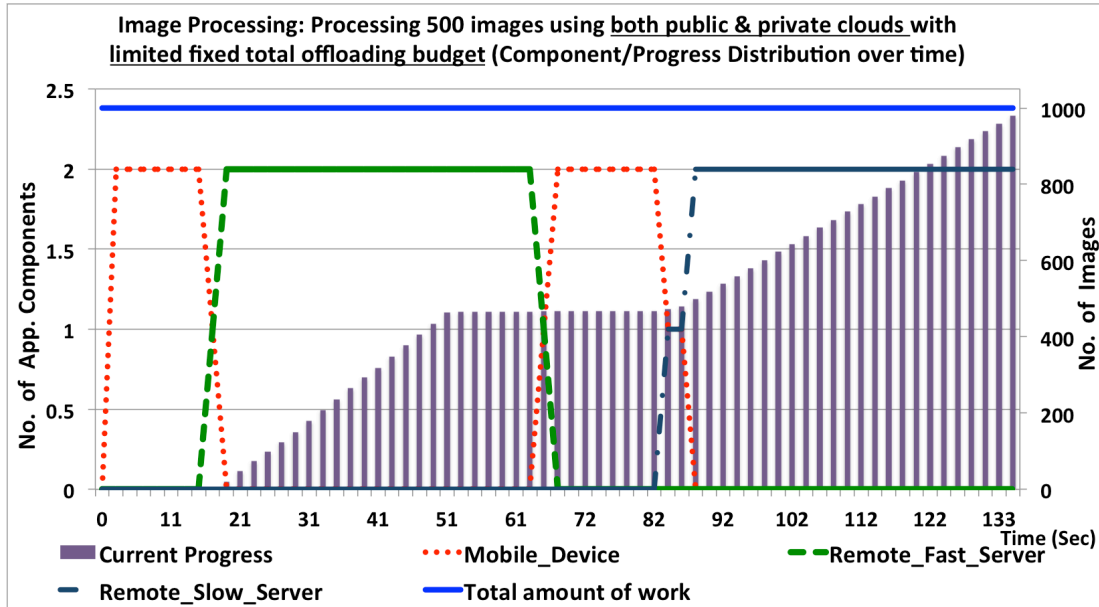 Image Processing: Processing 500 images using both public & private clouds with
limited fixed total offloading budget (Component/Progress Distribution over time)
No. of App. Components
2.5
2
1.5
1
0.5
0
No. of Images
1000
800
600
400
200
0
0 11 21 31 41 51 61 72 82 92 102 112 122 133
Time (Sec)
Current Progress Mobile_Device Remote_Fast_Server
Remote_Slow_Server Total amount of work